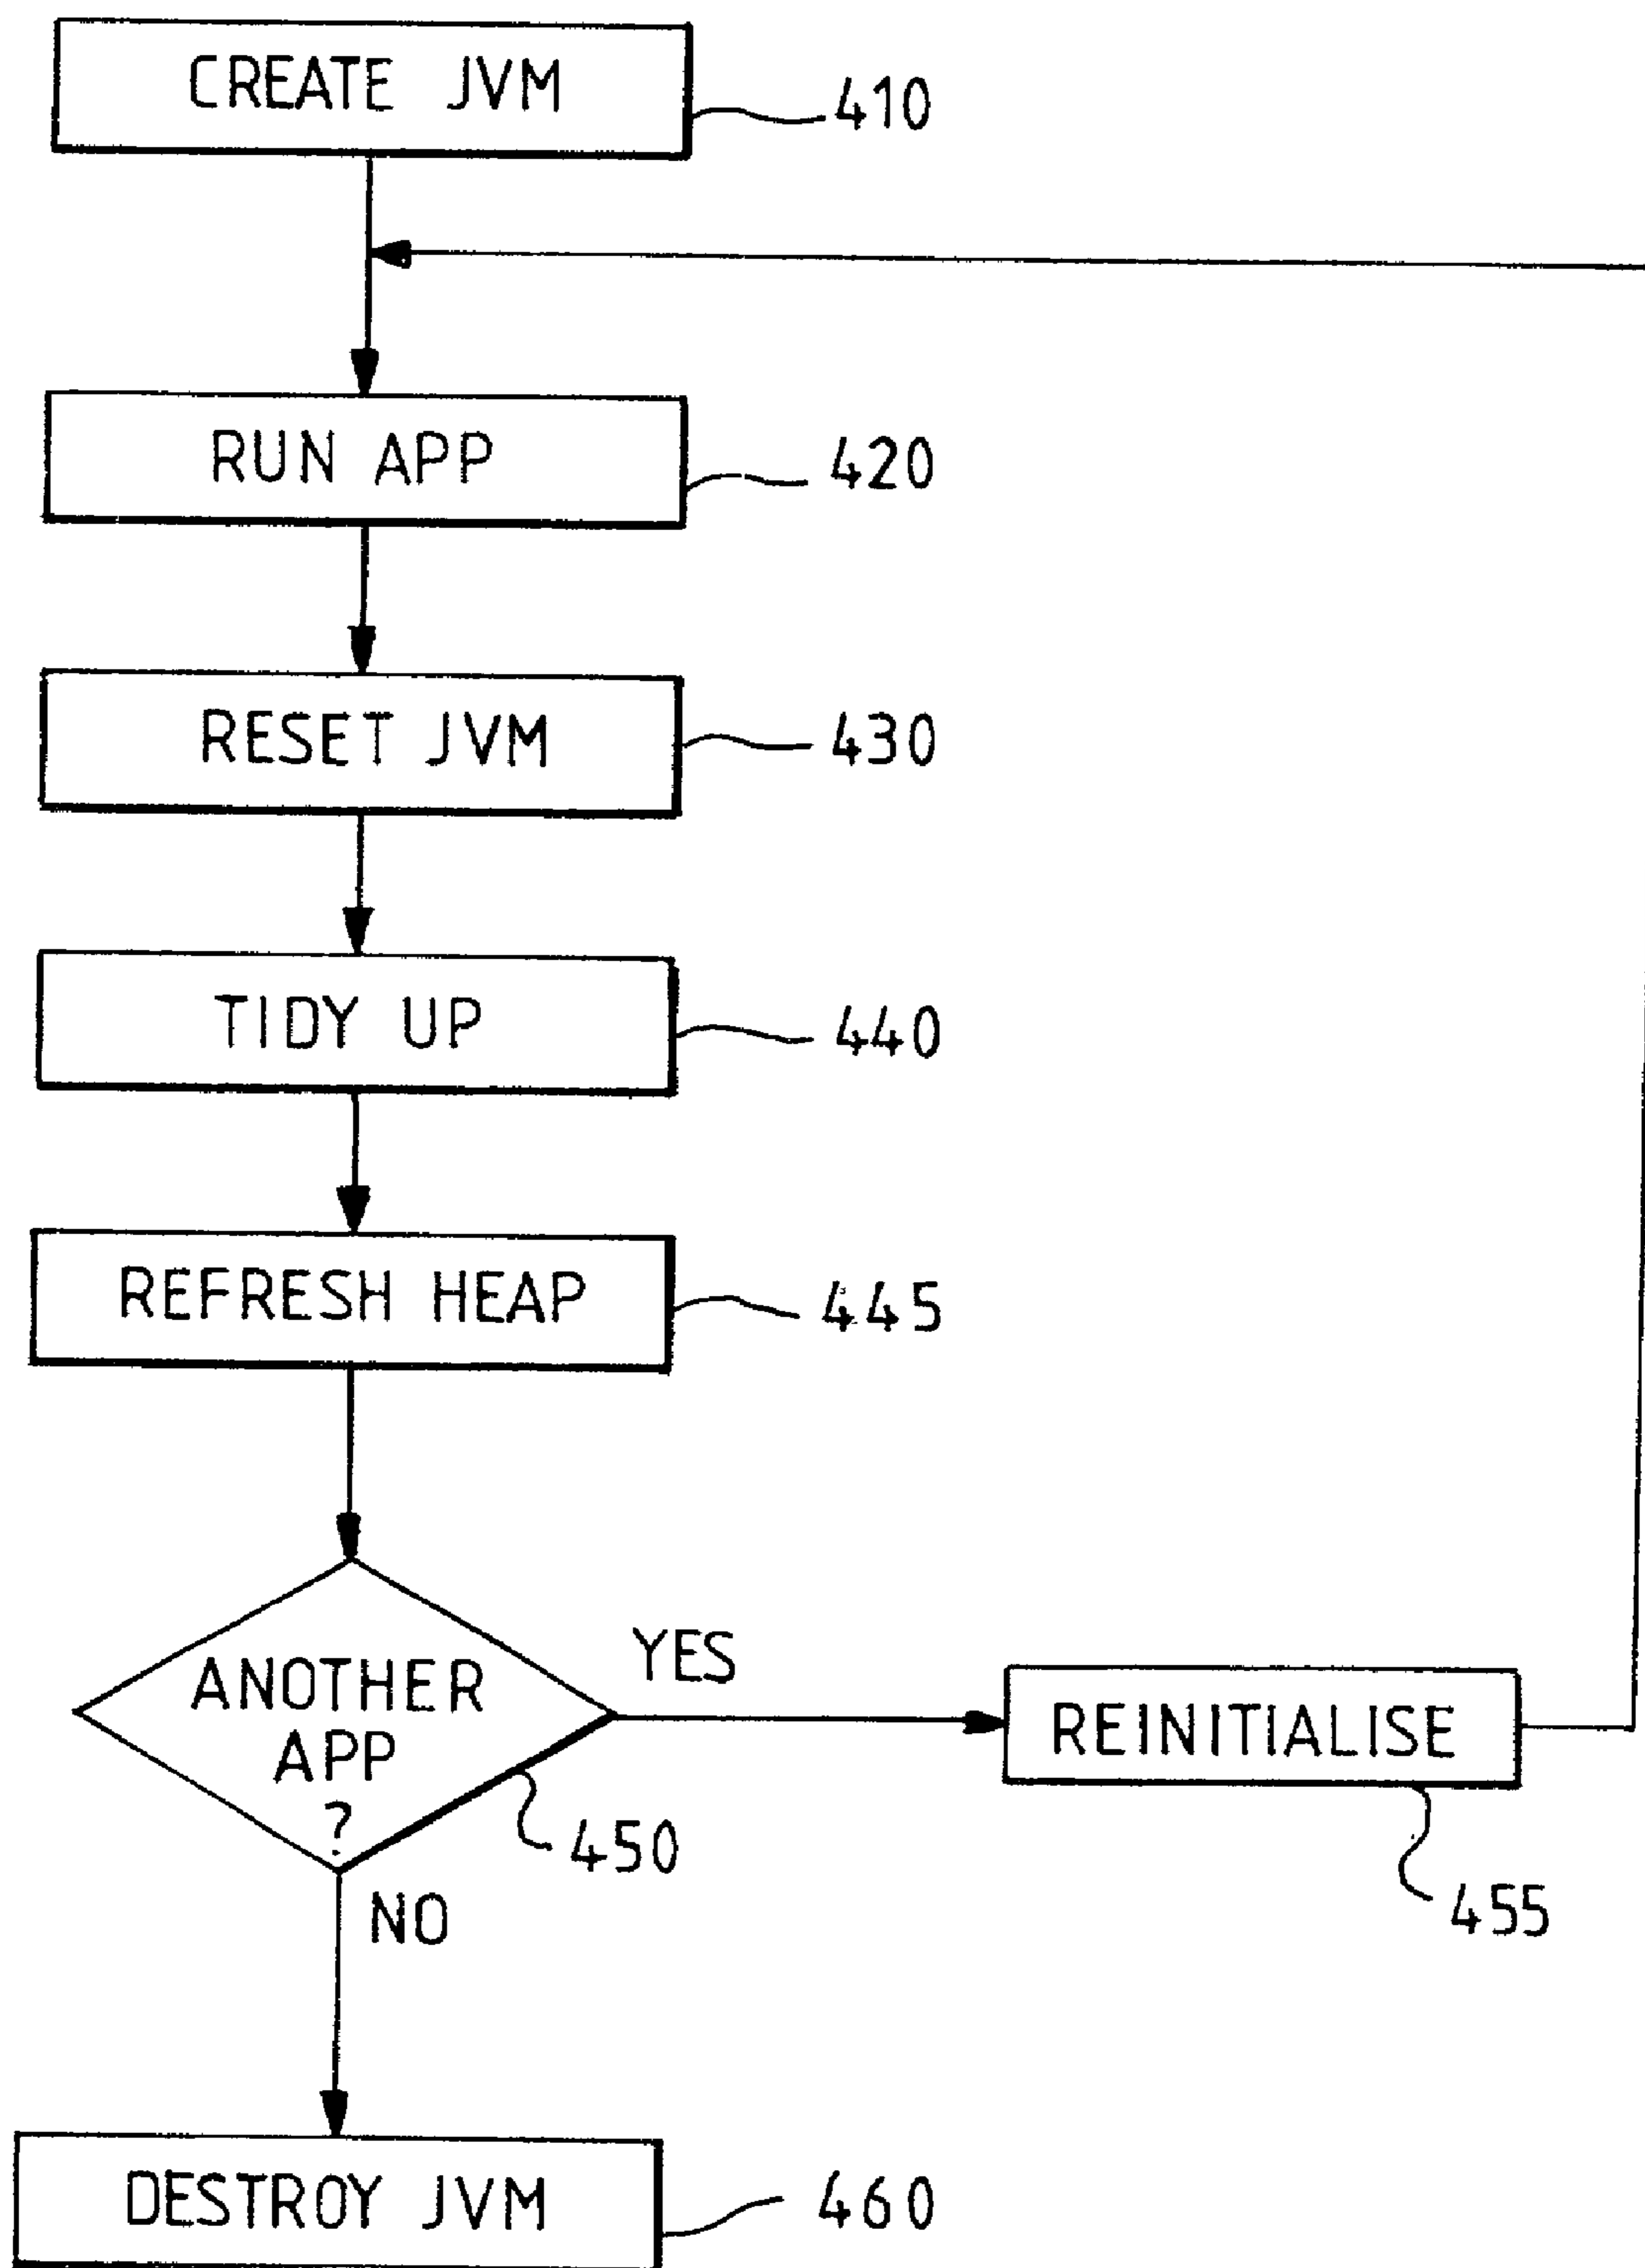 CREATE JVM
410
RUN APP
420
RESET JVM
430
TIDY UP
440
REFRESH HEAP
445
ANOTHER
APP
?
YES
450
NO
REINITIALISE
455
DESTROY JVM
460